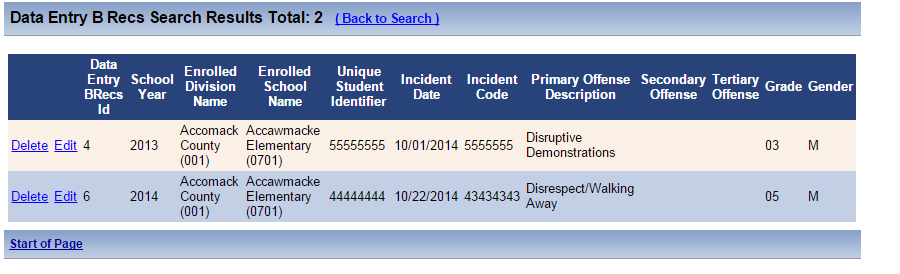 Data Entry B Recs Search Results Total: 2 ( Back to Search )
Data Entry BRecs Id School Year Enrolled Division Name Enrolled School Name Unique Student Identifier Incident Date Incident Code Primary Offense Description Secondary Offense Tertiary Offense Grade Gender
Delete Edit 4 2013 Accomack County (001) Accawmacke Elementary (0701) 55555555 10/01/2014 5555555 Disruptive Demonstrations 03 M
Delete Edit 6 2014 Accomack County (001) Accawmacke Elementary (0701) 44444444 10/22/2014 43434343 Disrespect/Walking Away 05 M
Start of Page